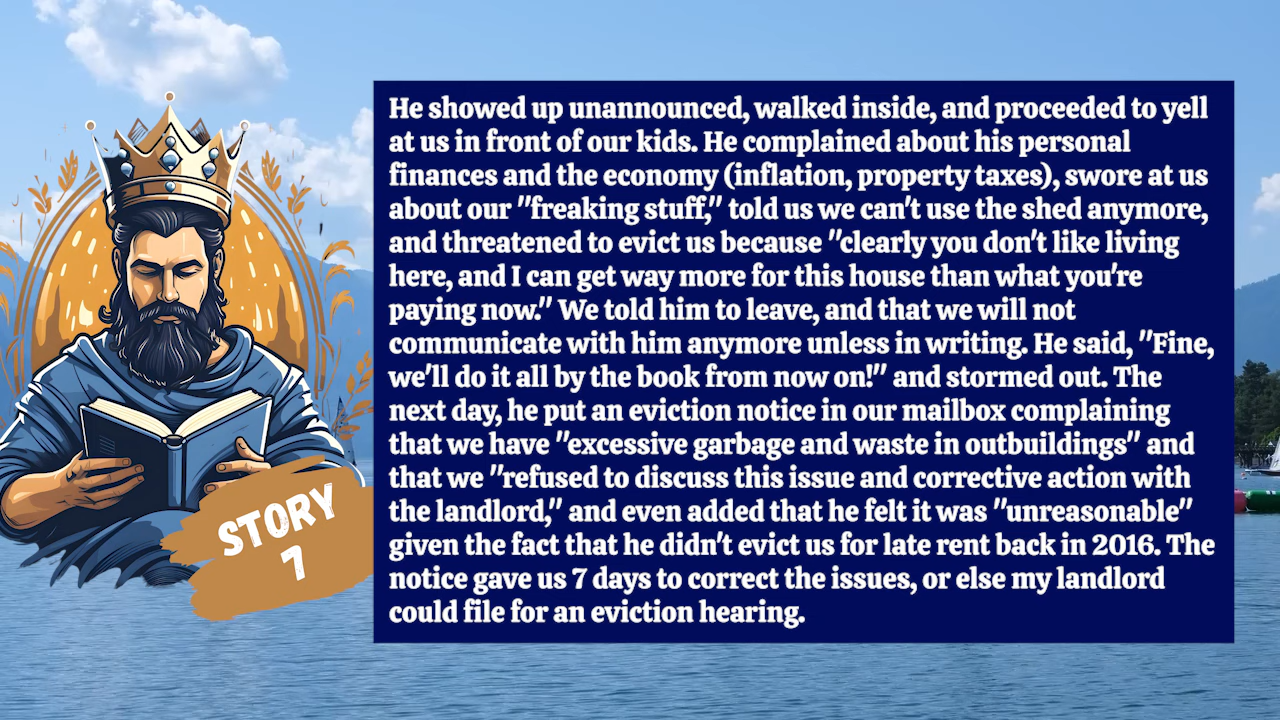 He showed up unannounced, walked inside, and proceeded to yell
at us in front of our kids. He complained about his personal
finances and the economy (inflation, property taxes), swore at us
about our "freaking stuff," told us we can't use the shed anymore,
and threatened to evict us because "clearly you don't like living
here, and I can get way more for this house than what you're
paying now." We told him to leave, and that we will not
communicate with him anymore unless in writing. He said, "Fine,
we'll do it all by the book from now on!" and stormed out. The
next day, he put an eviction notice in our mailbox complaining
that we have "excessive garbage and waste in outbuildings" and
that we "refused to discuss this issue and corrective action with
the landlord," and even added that he felt it was "unreasonable"
given the fact that he didn't evict us for late rent back in 2016. The
notice gave us 7 days to correct the issues, or else my landlord
could file for an eviction hearing.
STORY
7